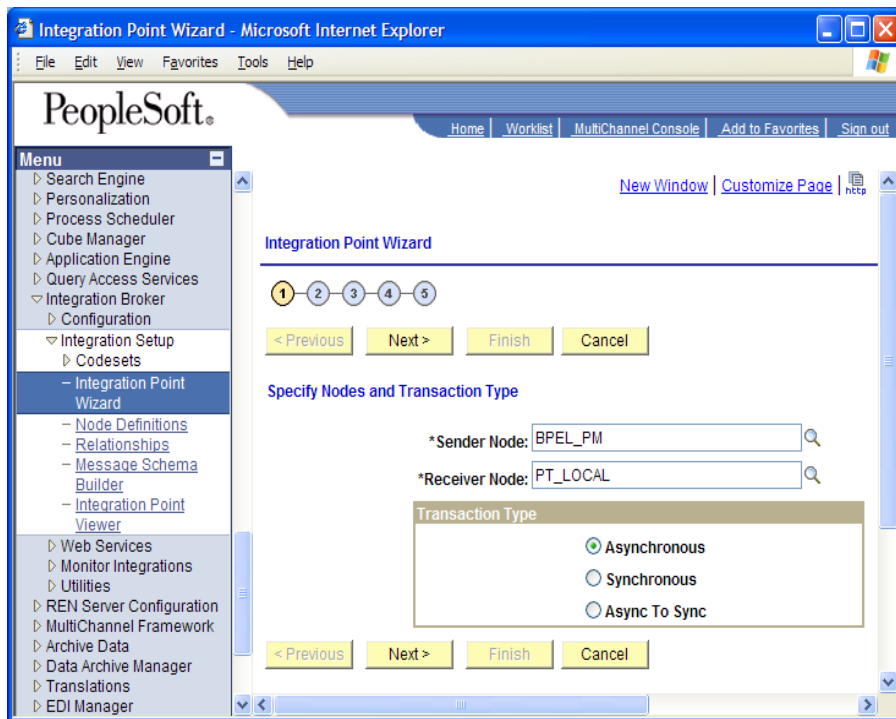 Integration Point Wizard - Microsoft Internet Explorer
File Edit View Favorites Tools Help
PeopleSoft.
Home | Worklist | MultiChannel Console | Add to Favorites | Sign out
Menu
Search Engine
Personalization
Process Scheduler
Cube Manager
Application Engine
Query Access Services
Integration Broker
Configuration
Integration Setup
Codesets
– Integration Point
Wizard
– Node Definitions
– Relationships
– Message Schema
Builder
– Integration Point
Viewer
Web Services
Monitor Integrations
Utilities
REN Server Configuration
MultiChannel Framework
Archive Data
Data Archive Manager
Translations
EDI Manager
New Window | Customize Page | http
Integration Point Wizard
1 2 3 4 5
< Previous Next > Finish Cancel
Specify Nodes and Transaction Type
*Sender Node: BPEL_PM
*Receiver Node: PT_LOCAL
Transaction Type
Asynchronous
Synchronous
Async To Sync
< Previous Next > Finish Cancel